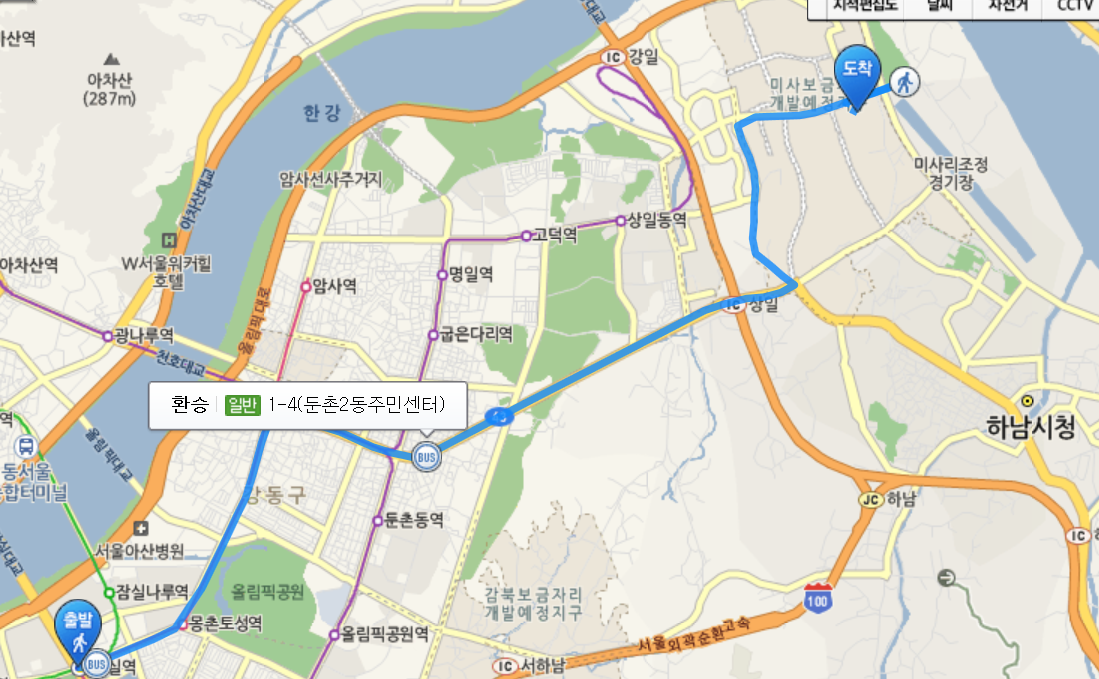 지적편집도 날씨 자전거 CCTV
아산역
아차산
(287m)
한강
IC 강일
도착
미사보금
개발예정
미사리조정
경기장
암사선사주거지
아차산대교
상일동역
고덕역
H
W서울워커힐
호텔
아차산역
명일역
암사역
올림픽대로
IC 상일
광나루역
굽은다리역
천호대교
환승 일반 1-4(둔촌2동주민센터)
하남시청
BUS
올림픽대교
동서울
합터미널
강동구
JC 하남
둔촌동역
IC
서울아산병원
잠실나루역
올림픽공원
감북보금자리
개발예정지구
100
출발
몽촌토성역
올림픽공원역
서울외곽순환고속
BUS 실역
IC 서하남